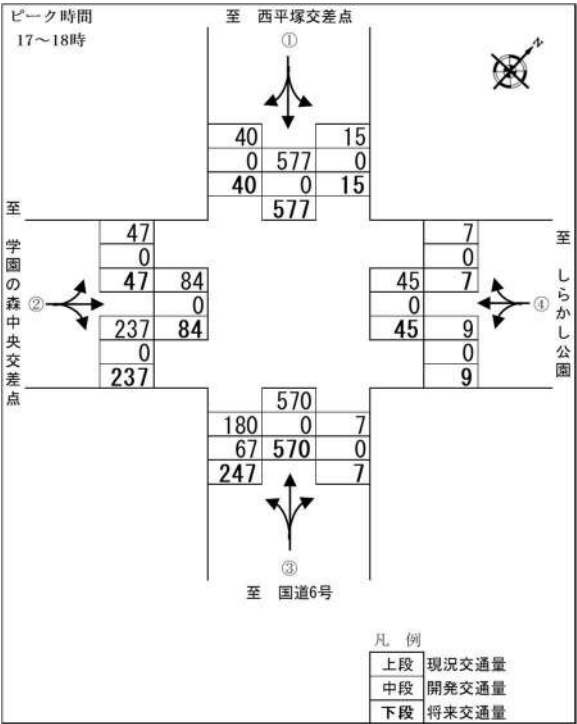 ピーク時間
17～18時
至 西平塚交差点
①
N
40 15
0 577 0
40 0 15
577
至 学園の森中央交差点
②
47
0
47 84
0
237 84
0
237
7
0
45 7
0
45 9
0
9
④
至 しらかし公園
570
180 0 7
67 570 0
247 7
③
至 国道6号
凡 例
上段 現況交通量
中段 開発交通量
下段 将来交通量